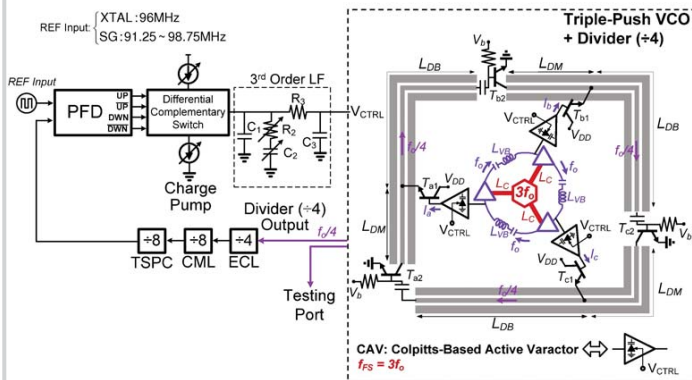 REF Input: { XTAL :96MHz
SG: 91.25 ~ 98.75MHz
REF Input
PFD
UP
UP
DWN
DWN
Differential
Complementary
Switch
Charge
Pump
3rd Order LF
C1
R2
C2
R3
C3
VCTRL
Divider (÷4)
Output
fo/4
÷8
÷8
÷4
TSPC
CML
ECL
Testing
Port
Triple-Push VCO
+ Divider (÷4)
Vb
LDB
LDM
Tb2
Ib
Tb1
VCTRL
VDD
LDB
fo/4
fo/4
LVB
fo
fo
Ta1
VDD
LC
3fo
LC
LVB
LC
Ia
VCTRL
LVB
fo
VCTRL
LDM
Tc2
Vb
VDD
Ic
Tc1
Ta2
Vb
fo/4
LDM
LDB
CAV: Colpitts-Based Active Varactor
fFS = 3fo
VCTRL